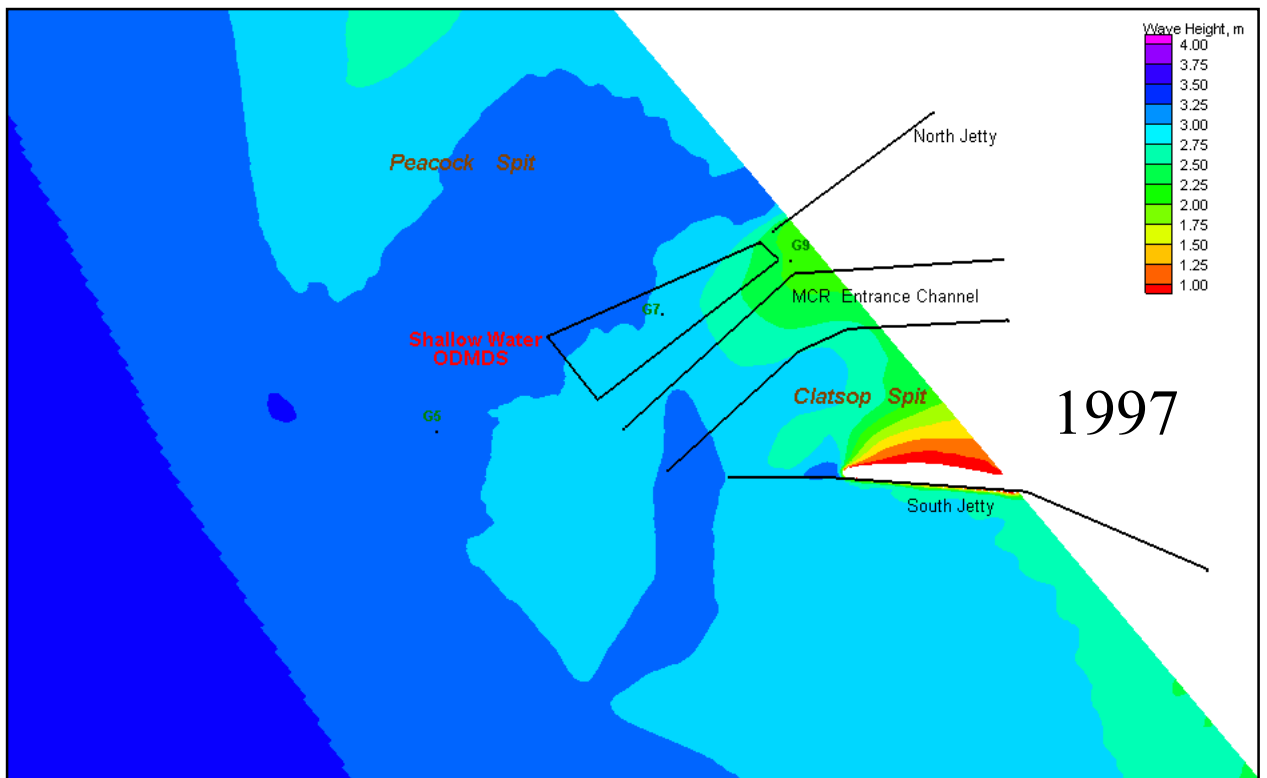 Wave Height, m
4.00
3.75
3.50
3.25
3.00
2.75
2.50
2.25
2.00
1.75
1.50
1.25
1.00
North Jetty
Peacock Spit
G9
MCR Entrance Channel
G7
Shallow Water
ODMDS
Clatsop Spit
1997
G6
South Jetty